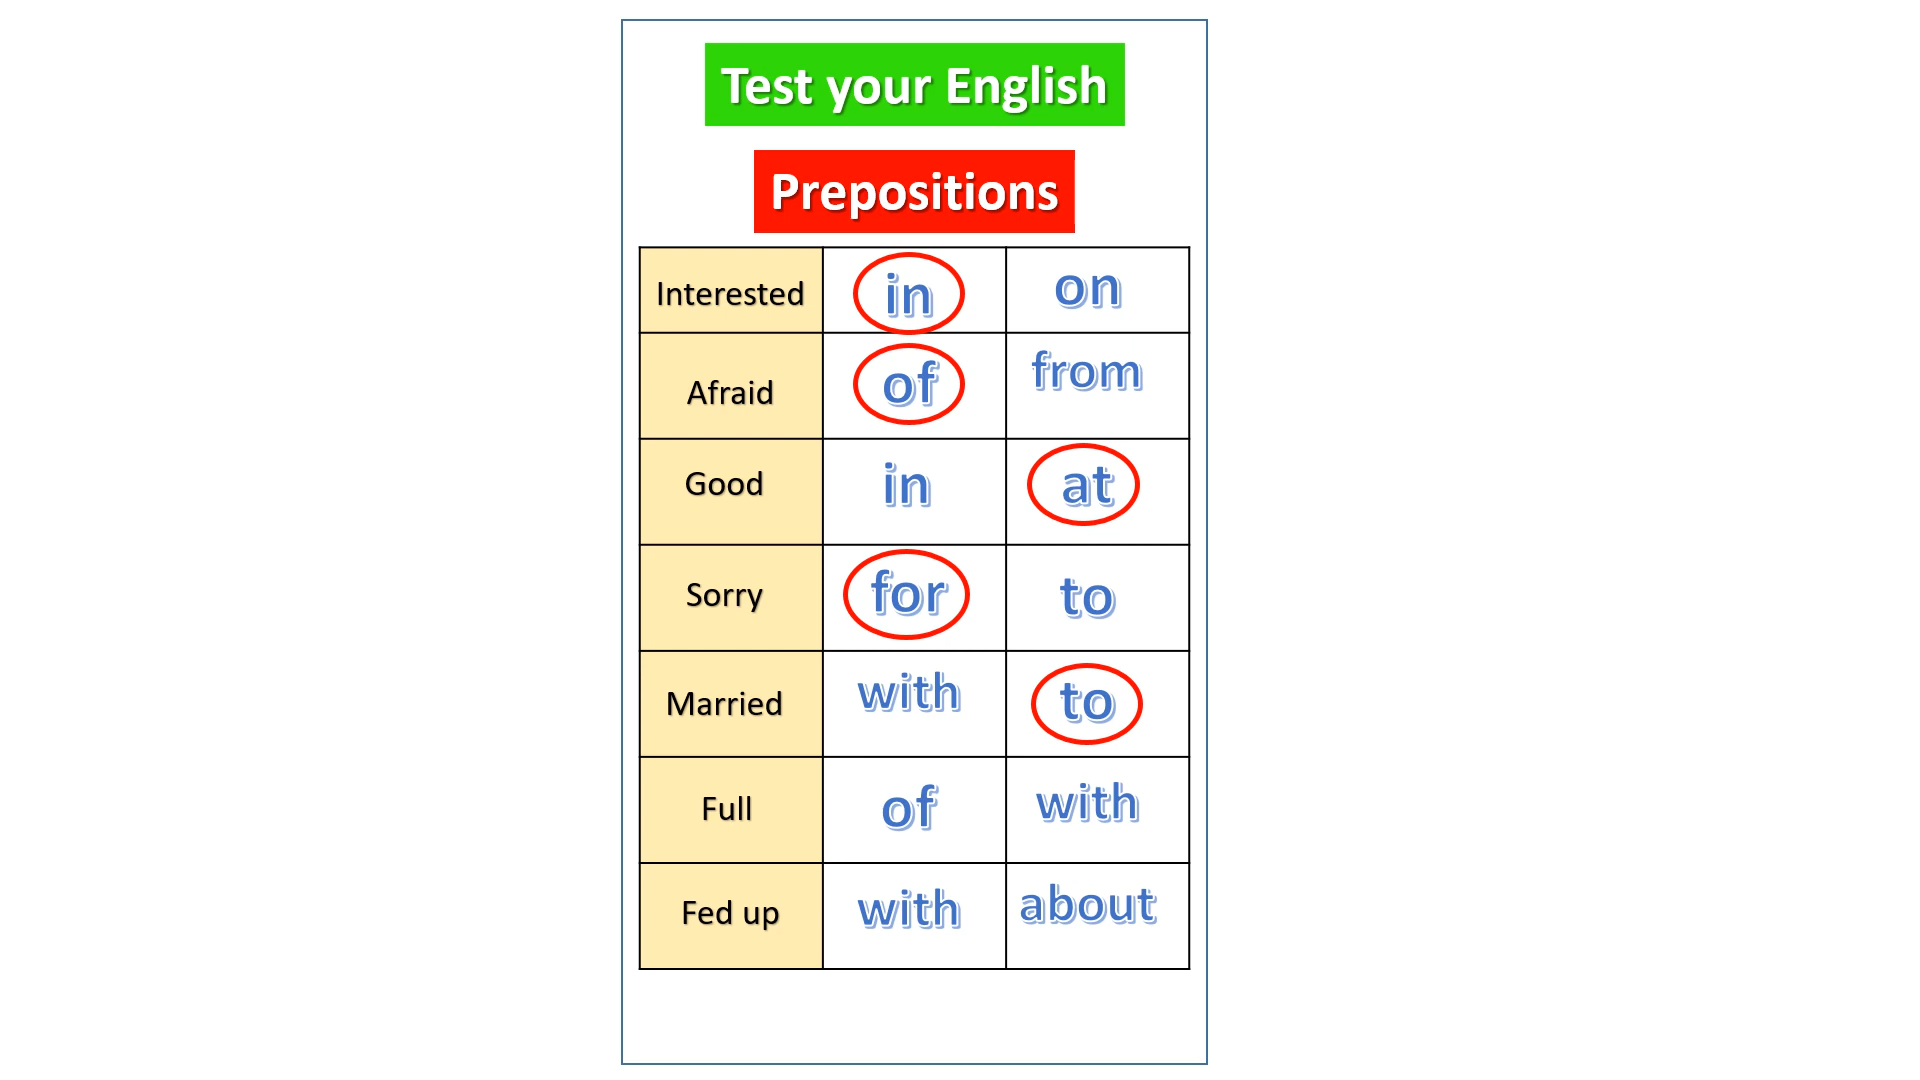 Test your English
Prepositions
Interested in on
Afraid of from
Good in at
Sorry for to
Married with to
Full of with
Fed up with about